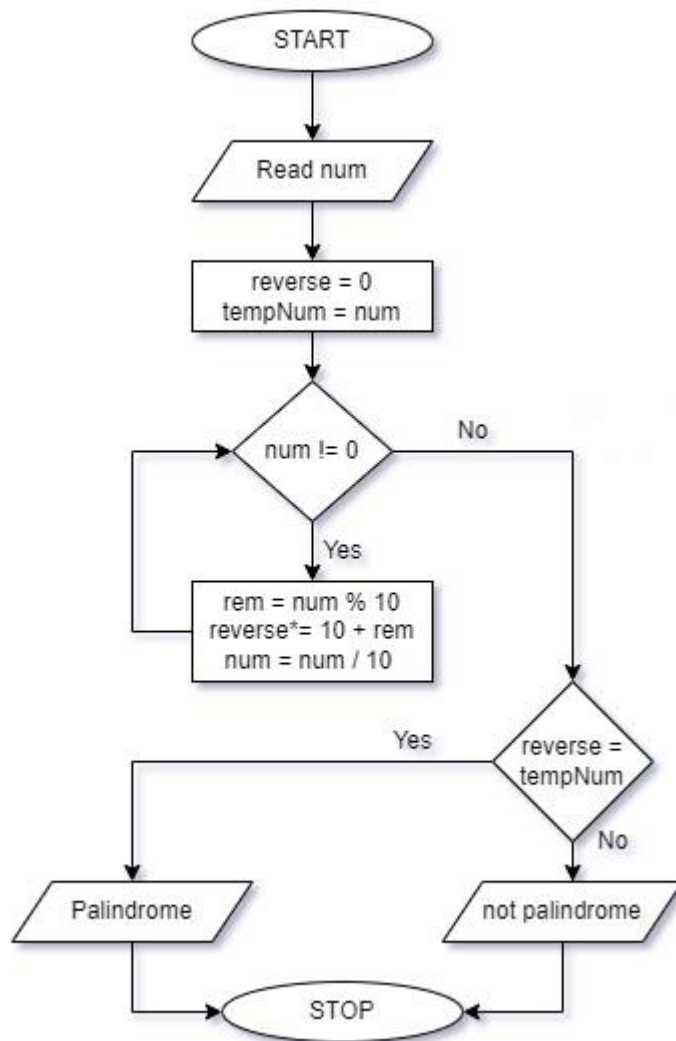 START
Read num
reverse = 0
tempNum = num
num != 0
No
Yes
rem = num % 10
reverse*= 10 + rem
num = num / 10
Yes
reverse =
tempNum
No
Palindrome
not palindrome
STOP